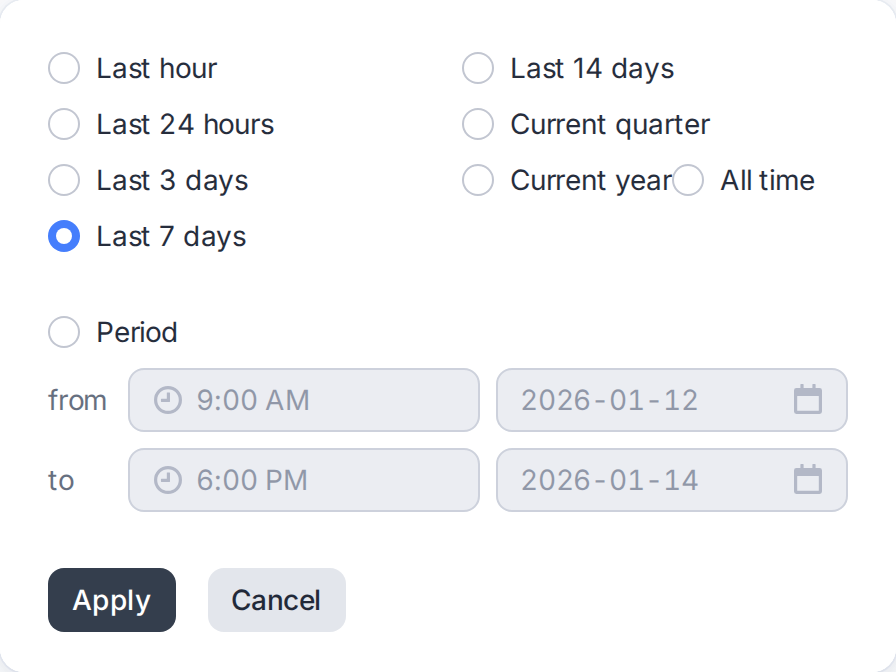 Last hour
Last 24 hours
Last 3 days
Last 7 days
Last 14 days
Current quarter
Current year
All time
Period
from 9:00 AM 2026-01-12
to 6:00 PM 2026-01-14
Apply Cancel